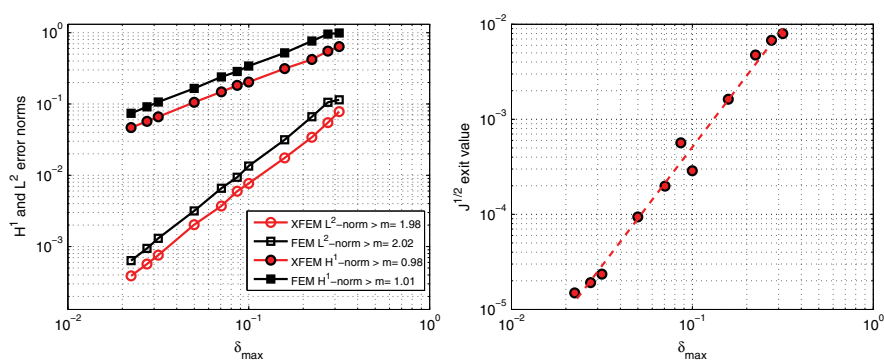 10^0
10^-1
10^-2
10^-3
H^1 and L^2 error norms
XFEM L^2-norm > m= 1.98
FEM L^2-norm > m= 2.02
XFEM H^1-norm > m= 0.98
FEM H^1-norm > m= 1.01
10^-2
10^-1
10^0
δ_max
10^-2
10^-3
10^-4
10^-5
J^1/2 exit value
10^-2
10^-1
10^0
δ_max